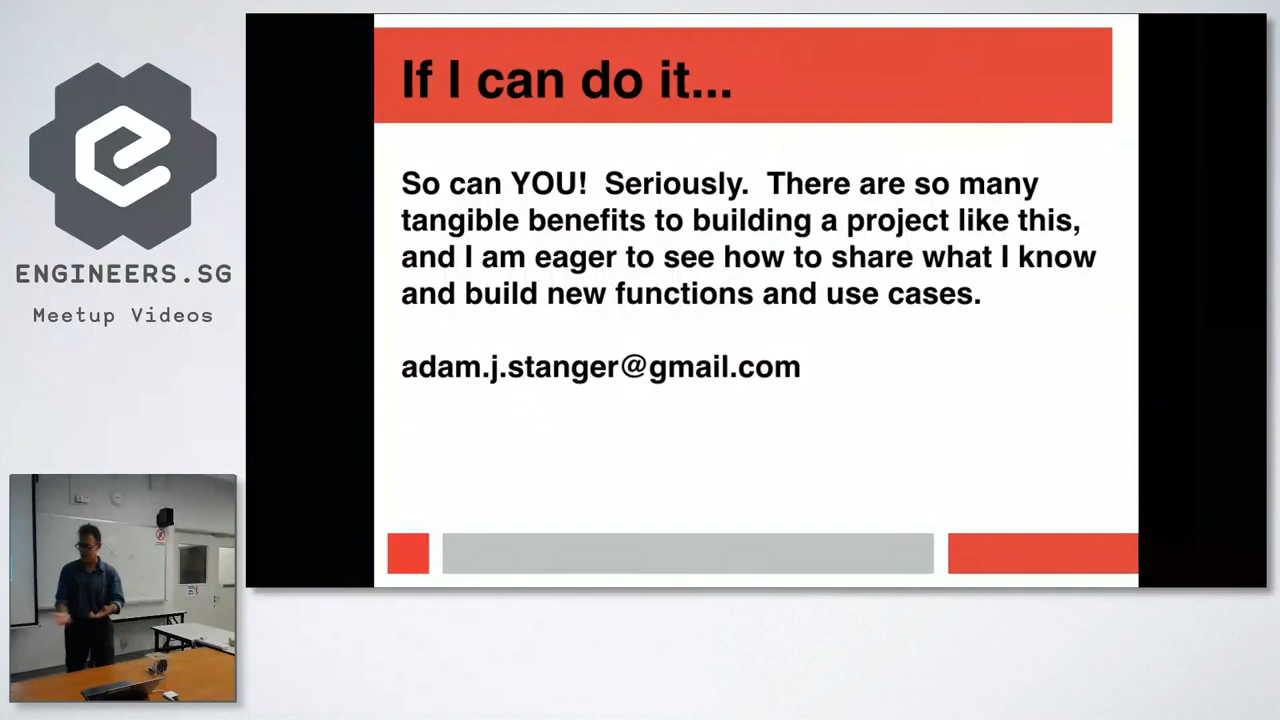 If I can do it...
So can YOU!  Seriously.  There are so many
tangible benefits to building a project like this,
and I am eager to see how to share what I know
and build new functions and use cases.
adam.j.stanger@gmail.com
ENGINEERS.SG
Meetup Videos